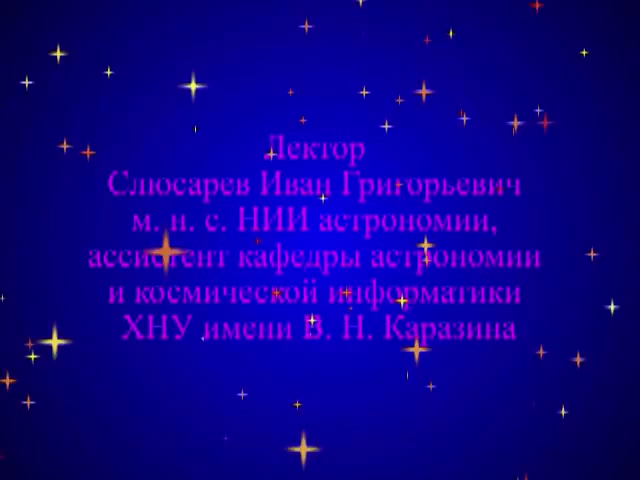 Лектор
Слюсарев Иван Григорьевич
м. н. с. НИИ астрономии,
ассистент кафедры астрономии
и космической информатики
ХНУ имени В. Н. Каразина